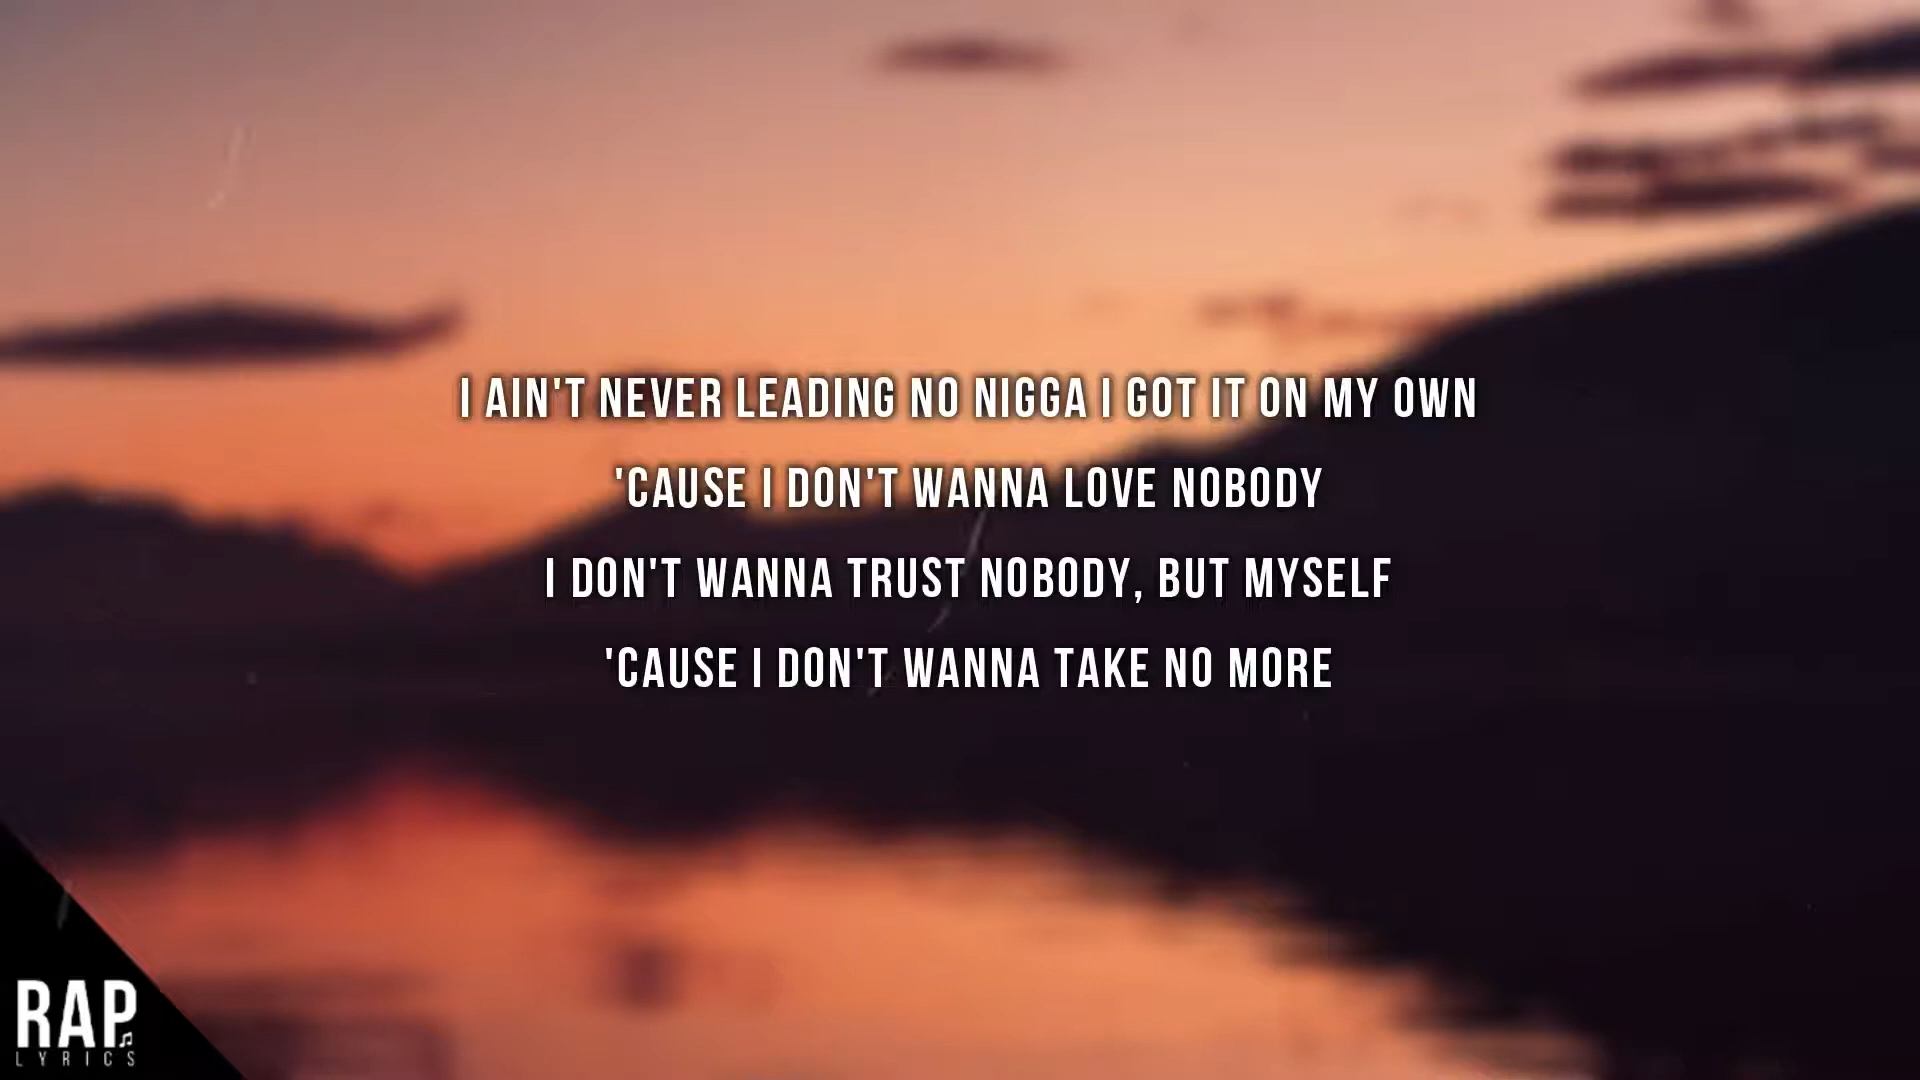 I AIN'T NEVER LEADING NO NIGGA I GOT IT ON MY OWN
'CAUSE I DON'T WANNA LOVE NOBODY
I DON'T WANNA TRUST NOBODY, BUT MYSELF
'CAUSE I DON'T WANNA TAKE NO MORE
RAP
LYRICS